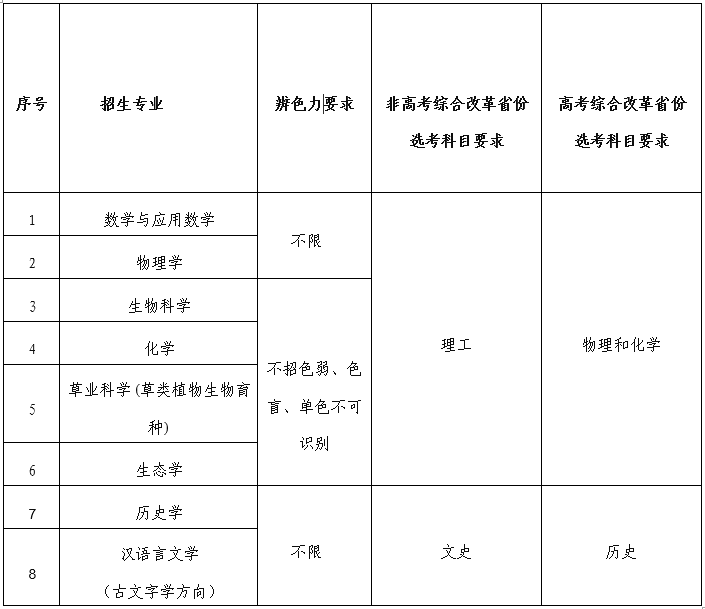 序号 招生专业 辨色力要求 非高考综合改革省份 高考综合改革省份
选考科目要求 选考科目要求
1 数学与应用数学
不限
2 物理学
3 生物科学
4 化学
理工 物理和化学
不招色弱、色
5 草业科学(草类植物生物育
种)
盲、单色不可
识别
6 生态学
7 历史学
不限 文史 历史
8 汉语言文学
（古文字学方向）